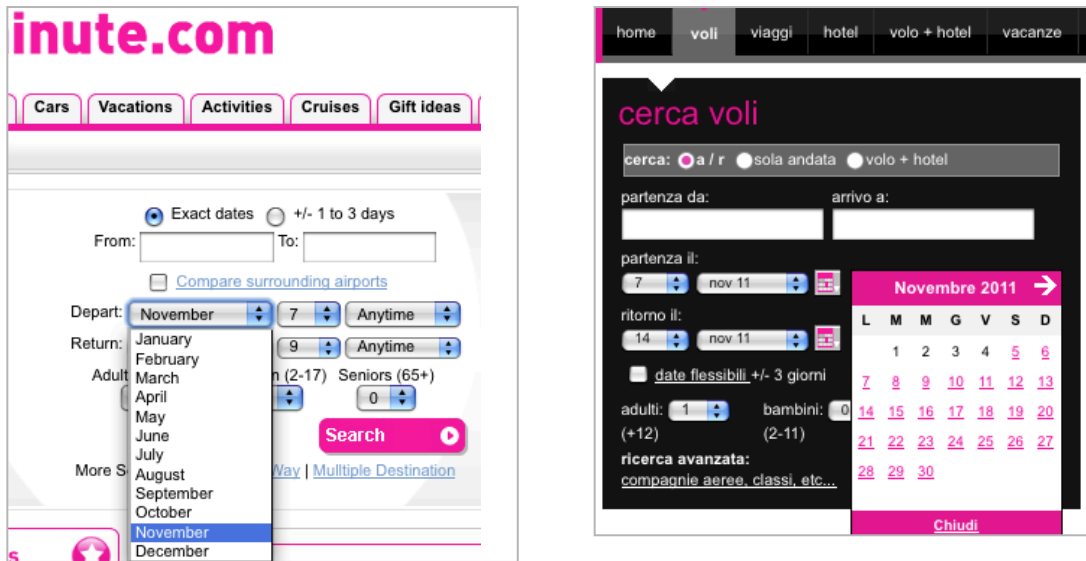 inute.com
Cars Vacations Activities Cruises Gift ideas
Exact dates +/- 1 to 3 days
From: To:
Compare surrounding airports
Depart: November 7 Anytime
Return: 9 Anytime
January
February
March
April
May
June
July
August
September
October
November
December
Adult (2-17) Seniors (65+)
0
Search
More S Way | Mulltiple Destination
s
home voli viaggi hotel volo + hotel vacanze
cerca voli
cerca: a / r sola andata volo + hotel
partenza da: arrivo a:
partenza il:
7 nov 11
ritorno il:
14 nov 11
date flessibili +/- 3 giorni
adulti: 1 bambini: 0
(+12) (2-11)
ricerca avanzata:
compagnie aeree, classi, etc...
Novembre 2011
L M M G V S D
1 2 3 4 5 6
7 8 9 10 11 12 13
14 15 16 17 18 19 20
21 22 23 24 25 26 27
28 29 30
Chiudi